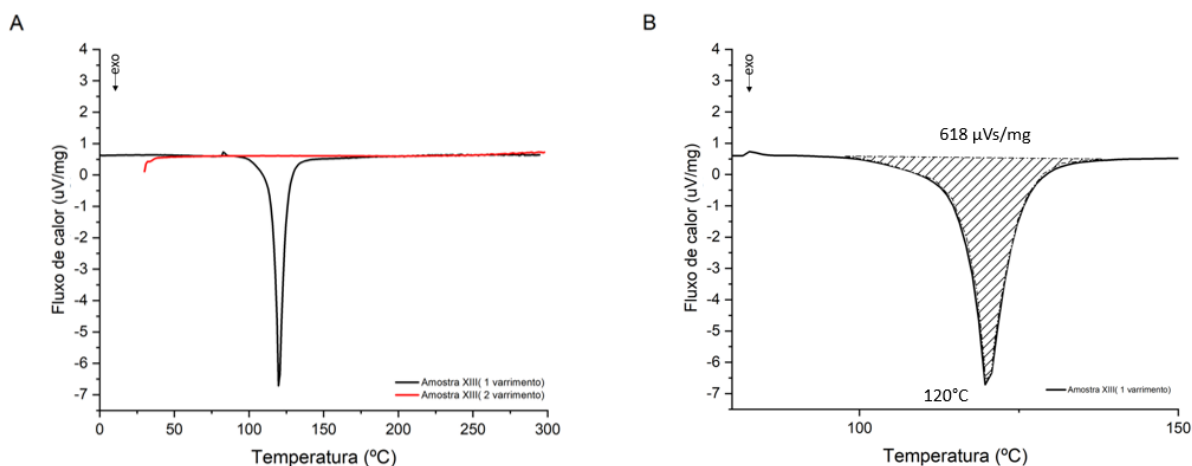 A
exo
4
3
2
1
0
-1
-2
-3
-4
-5
-6
-7
Fluxo de calor (uV/mg)
Amostra XIII( 1 varrimento)
Amostra XIII( 2 varrimento)
0 50 100 150 200 250 300
Temperatura (ºC)
B
exo
4
3
2
1
0
-1
-2
-3
-4
-5
-6
-7
Fluxo de calor (uV/mg)
618 µVs/mg
120°C
Amostra XIII( 1 varrimento)
100 150
Temperatura (ºC)